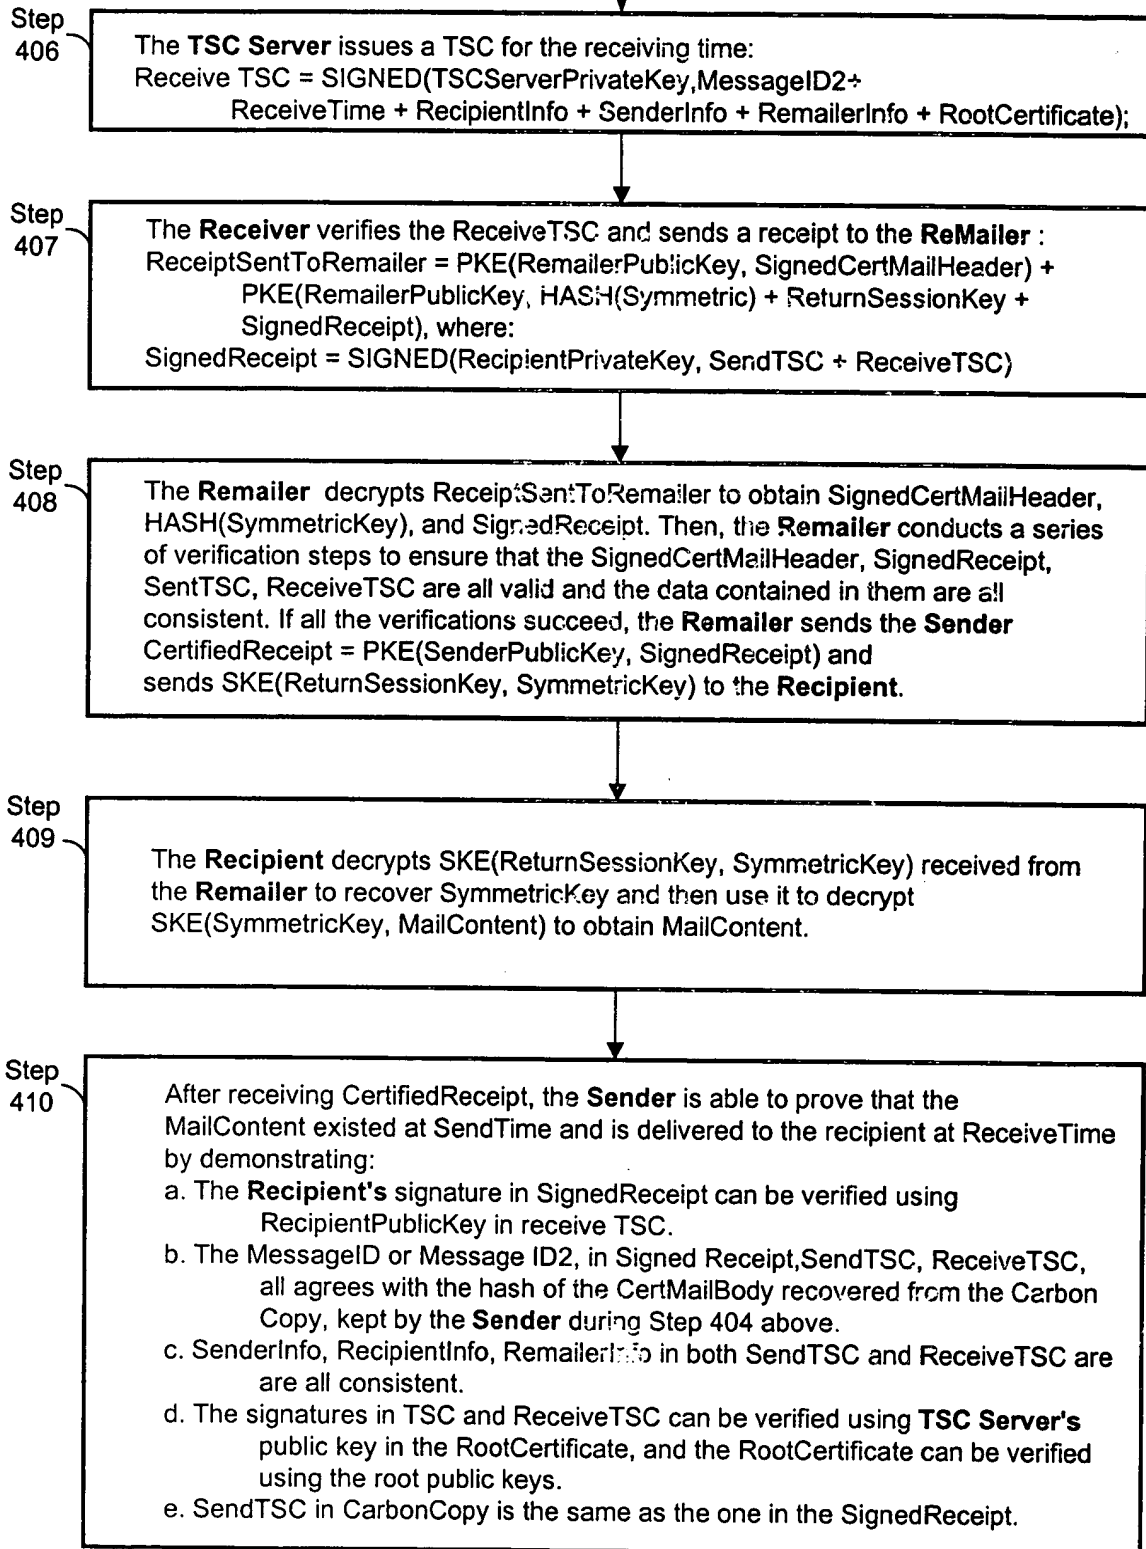 Step
406
The TSC Server issues a TSC for the receiving time:
Receive TSC = SIGNED(TSCServerPrivateKey,MessageID2+
ReceiveTime + RecipientInfo + SenderInfo + RemailerInfo + RootCertificate);
Step
407
The Receiver verifies the ReceiveTSC and sends a receipt to the ReMailer :
ReceiptSentToRemailer = PKE(RemailerPublicKey, SignedCertMailHeader) +
PKE(RemailerPublicKey, HASH(Symmetric) + ReturnSessionKey +
SignedReceipt), where:
SignedReceipt = SIGNED(RecipientPrivateKey, SendTSC + ReceiveTSC)
Step
408
The Remailer decrypts ReceiptSentToRemailer to obtain SignedCertMailHeader,
HASH(SymmetricKey), and SignedReceipt. Then, the Remailer conducts a series
of verification steps to ensure that the SignedCertMailHeader, SignedReceipt,
SentTSC, ReceiveTSC are all valid and the data contained in them are all
consistent. If all the verifications succeed, the Remailer sends the Sender
CertifiedReceipt = PKE(SenderPublicKey, SignedReceipt) and
sends SKE(ReturnSessionKey, SymmetricKey) to the Recipient.
Step
409
The Recipient decrypts SKE(ReturnSessionKey, SymmetricKey) received from
the Remailer to recover SymmetricKey and then use it to decrypt
SKE(SymmetricKey, MailContent) to obtain MailContent.
Step
410
After receiving CertifiedReceipt, the Sender is able to prove that the
MailContent existed at SendTime and is delivered to the recipient at ReceiveTime
by demonstrating:
a. The Recipient's signature in SignedReceipt can be verified using
RecipientPublicKey in receive TSC.
b. The MessageID or Message ID2, in Signed Receipt,SendTSC, ReceiveTSC,
all agrees with the hash of the CertMailBody recovered from the Carbon
Copy, kept by the Sender during Step 404 above.
c. SenderInfo, RecipientInfo, RemailerInfo in both SendTSC and ReceiveTSC are
are all consistent.
d. The signatures in TSC and ReceiveTSC can be verified using TSC Server's
public key in the RootCertificate, and the RootCertificate can be verified
using the root public keys.
e. SendTSC in CarbonCopy is the same as the one in the SignedReceipt.